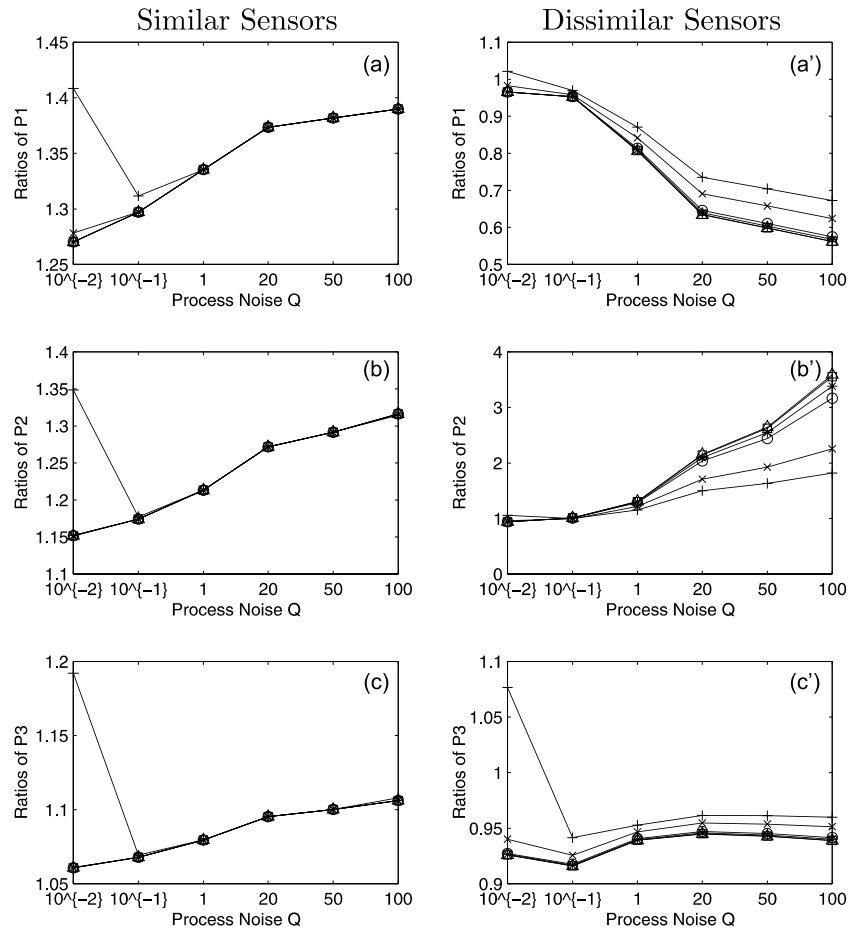 Similar Sensors
Dissimilar Sensors
(a)
Ratios of P1
1.45
1.4
1.35
1.3
1.25
10^{-2} 10^{-1} 1 20 50 100
Process Noise Q
(a')
Ratios of P1
1.1
1
0.9
0.8
0.7
0.6
0.5
10^{-2} 10^{-1} 1 20 50 100
Process Noise Q
(b)
Ratios of P2
1.4
1.35
1.3
1.25
1.2
1.15
1.1
10^{-2} 10^{-1} 1 20 50 100
Process Noise Q
(b')
Ratios of P2
4
3
2
1
0
10^{-2} 10^{-1} 1 20 50 100
Process Noise Q
(c)
Ratios of P3
1.2
1.15
1.1
1.05
10^{-2} 10^{-1} 1 20 50 100
Process Noise Q
(c')
Ratios of P3
1.1
1.05
1
0.95
0.9
10^{-2} 10^{-1} 1 20 50 100
Process Noise Q